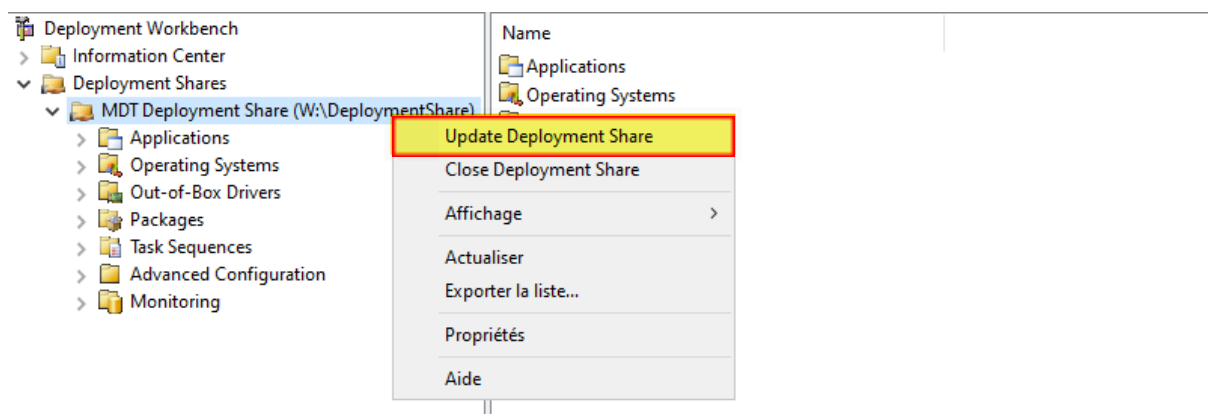 Deployment Workbench
Information Center
Deployment Shares
MDT Deployment Share (W:\DeploymentShare)
Applications
Operating Systems
Out-of-Box Drivers
Packages
Task Sequences
Advanced Configuration
Monitoring
Name
Applications
Operating Systems
Update Deployment Share
Close Deployment Share
Affichage
Actualiser
Exporter la liste...
Propriétés
Aide